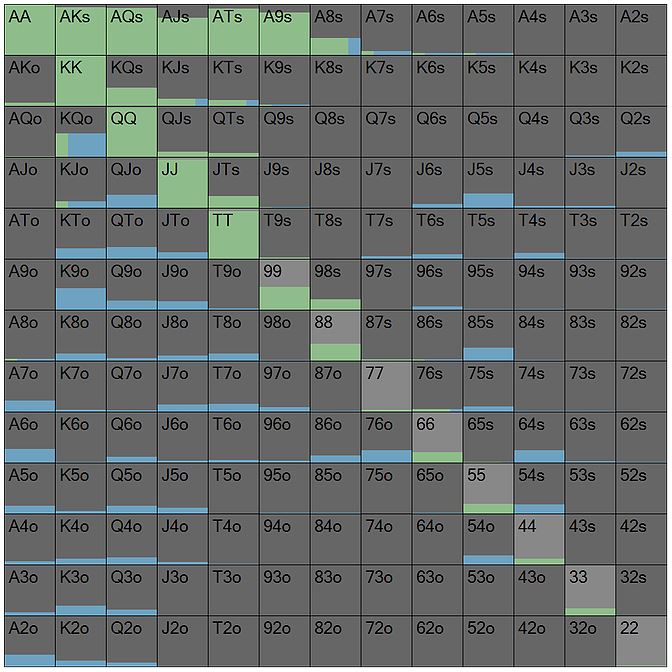 AA AKs AQs AJs ATs A9s A8s A7s A6s A5s A4s A3s A2s
AKo KK KQs KJs KTs K9s K8s K7s K6s K5s K4s K3s K2s
AQo KQo QQ QJs QTs Q9s Q8s Q7s Q6s Q5s Q4s Q3s Q2s
AJo KJo QJo JJ JTs J9s J8s J7s J6s J5s J4s J3s J2s
ATo KTo QTo JTo TT T9s T8s T7s T6s T5s T4s T3s T2s
A9o K9o Q9o J9o T9o 99 98s 97s 96s 95s 94s 93s 92s
A8o K8o Q8o J8o T8o 98o 88 87s 86s 85s 84s 83s 82s
A7o K7o Q7o J7o T7o 97o 87o 77 76s 75s 74s 73s 72s
A6o K6o Q6o J6o T6o 96o 86o 76o 66 65s 64s 63s 62s
A5o K5o Q5o J5o T5o 95o 85o 75o 65o 55 54s 53s 52s
A4o K4o Q4o J4o T4o 94o 84o 74o 64o 54o 44 43s 42s
A3o K3o Q3o J3o T3o 93o 83o 73o 63o 53o 43o 33 32s
A2o K2o Q2o J2o T2o 92o 82o 72o 62o 52o 42o 32o 22